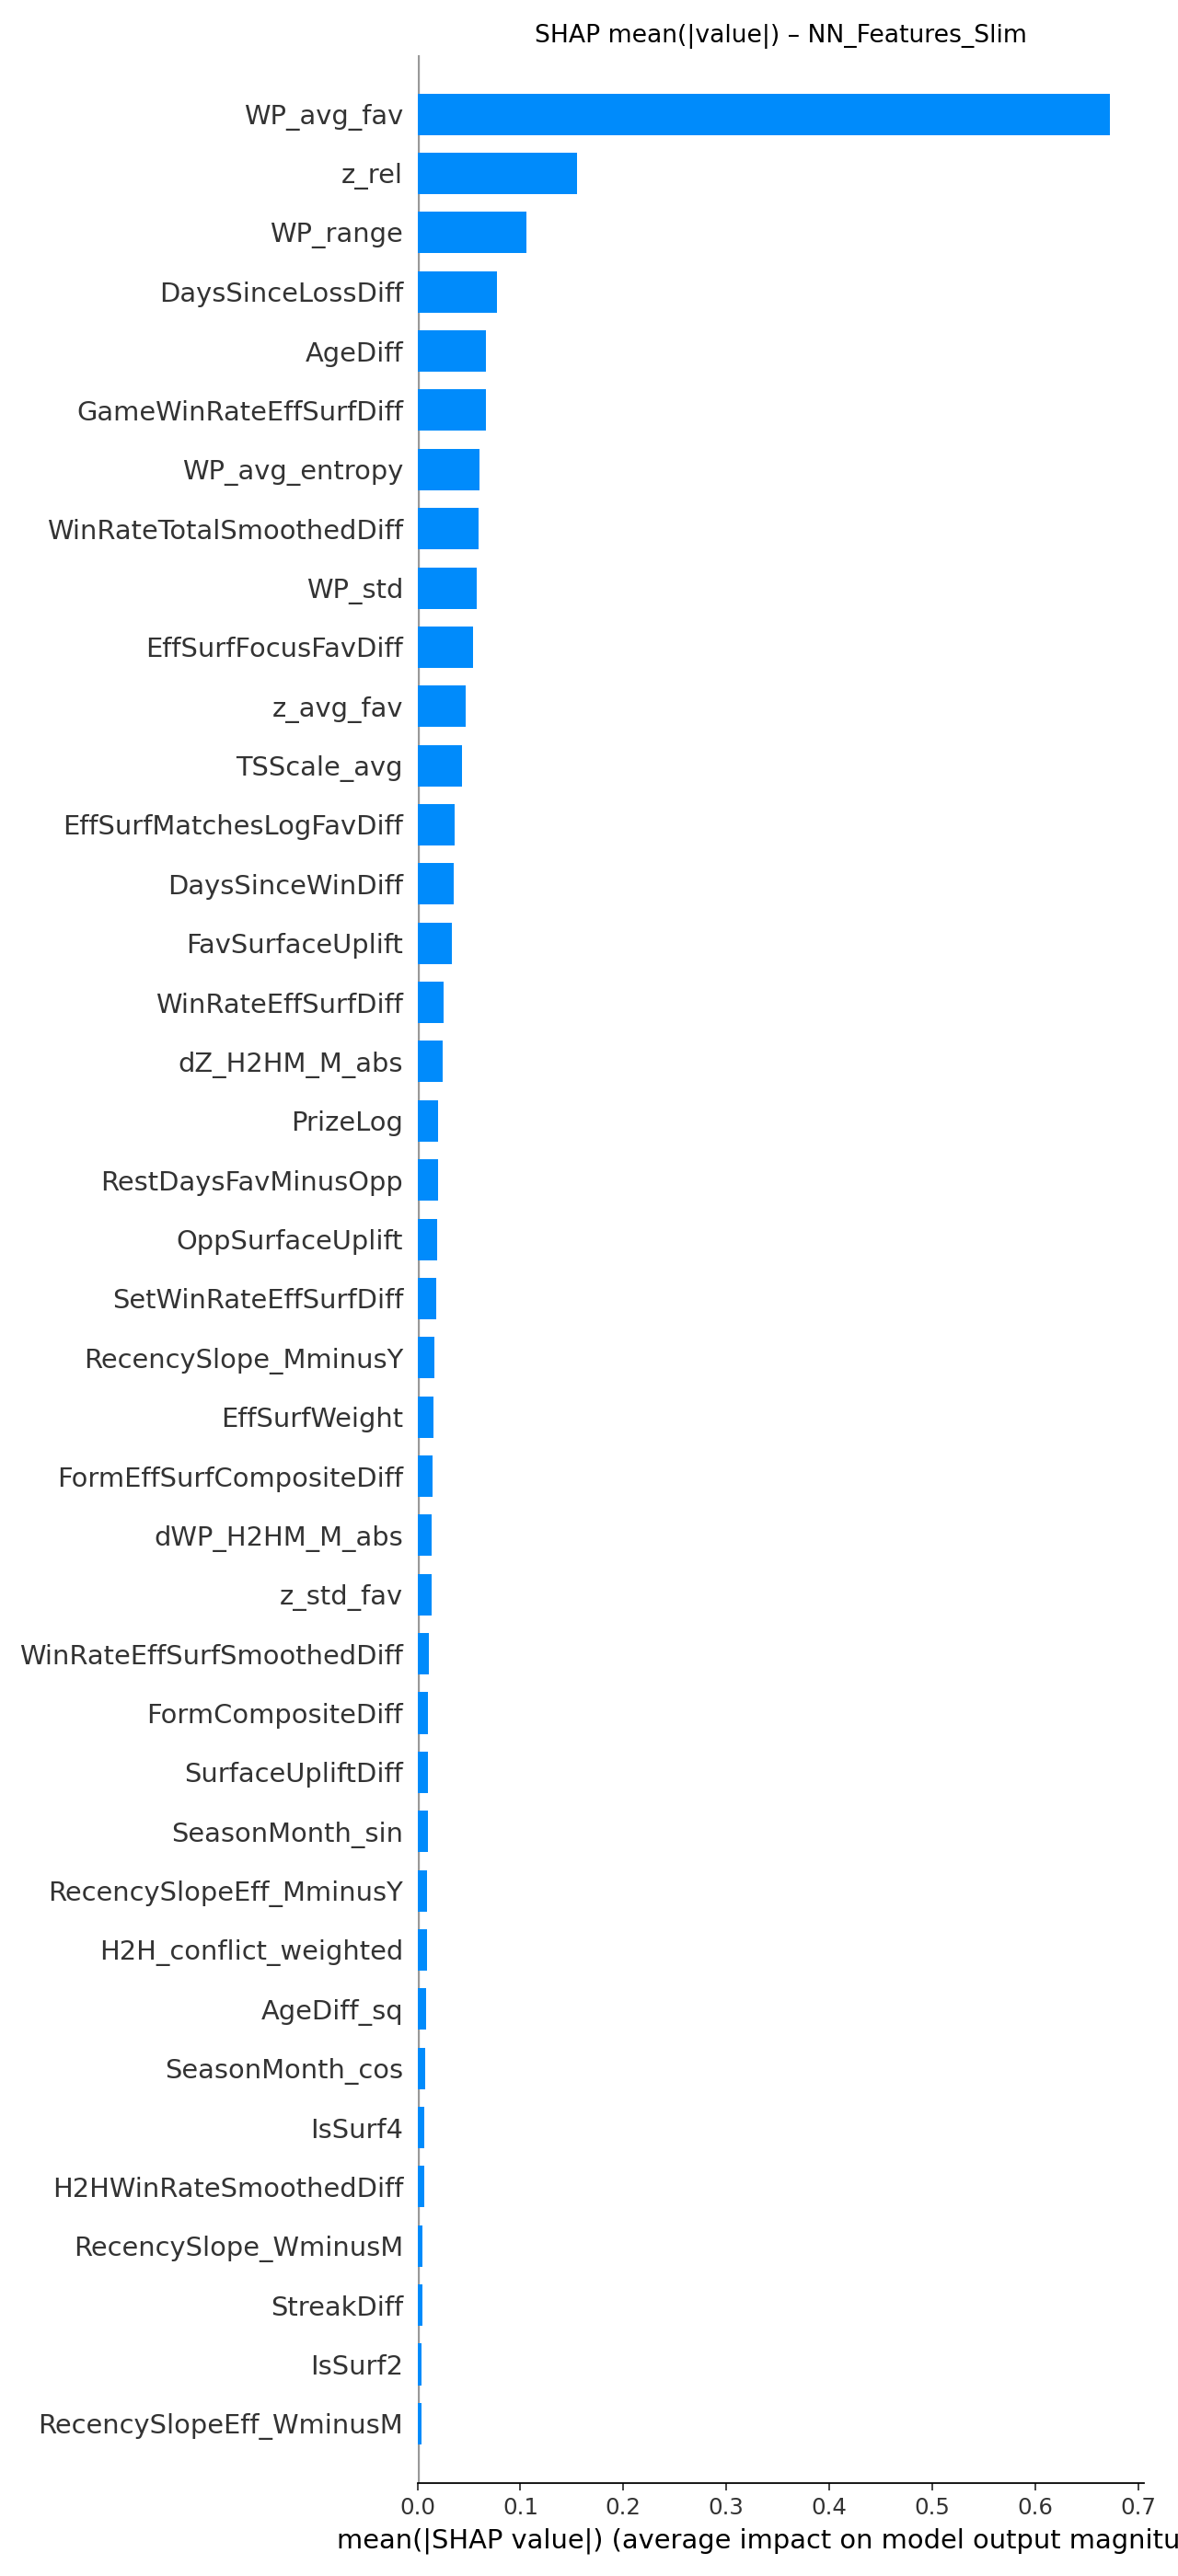 SHAP mean(|value|) – NN_Features_Slim
WP_avg_fav
z_rel
WP_range
DaysSinceLossDiff
AgeDiff
GameWinRateEffSurfDiff
WP_avg_entropy
WinRateTotalSmoothedDiff
WP_std
EffSurfFocusFavDiff
z_avg_fav
TSScale_avg
EffSurfMatchesLogFavDiff
DaysSinceWinDiff
FavSurfaceUplift
WinRateEffSurfDiff
dZ_H2HM_M_abs
PrizeLog
RestDaysFavMinusOpp
OppSurfaceUplift
SetWinRateEffSurfDiff
RecencySlope_MminusY
EffSurfWeight
FormEffSurfCompositeDiff
dWP_H2HM_M_abs
z_std_fav
WinRateEffSurfSmoothedDiff
FormCompositeDiff
SurfaceUpliftDiff
SeasonMonth_sin
RecencySlopeEff_MminusY
H2H_conflict_weighted
AgeDiff_sq
SeasonMonth_cos
IsSurf4
H2HWinRateSmoothedDiff
RecencySlope_WminusM
StreakDiff
IsSurf2
RecencySlopeEff_WminusM
0.0 0.1 0.2 0.3 0.4 0.5 0.6 0.7
mean(|SHAP value|) (average impact on model output magnitu